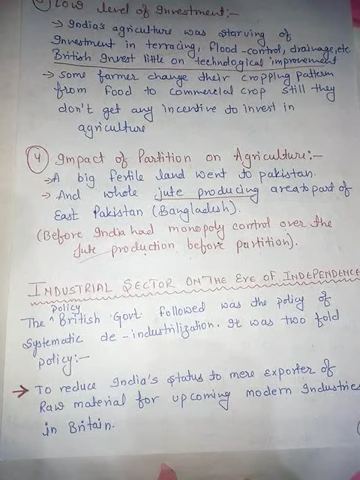 ③ Low level of Investment:-
→ India's agriculture was starving of
Investment in terracing, Flood-control, drainage, etc.
British Invest little on technological improvement
→ Some farmer change their cropping pattern
from food to commercial crop still they
don't get any incentive to invest in
agriculture
④ Impact of Partition on Agriculture:-
→ A big fertile land went to pakistan.
→ And whole jute producing area to part of
East Pakistan (Bangladesh).
(Before India had monopoly control over the
Jute production before partition).
INDUSTRIAL SECTOR ON THE EVE OF INDEPENDENCE
The ^Policy British Govt. followed was the policy of
systematic de-industrilization. It was two fold
policy:-
→ To reduce India's status to mere exporter of
Raw material for upcoming modern Industries
in Britain.